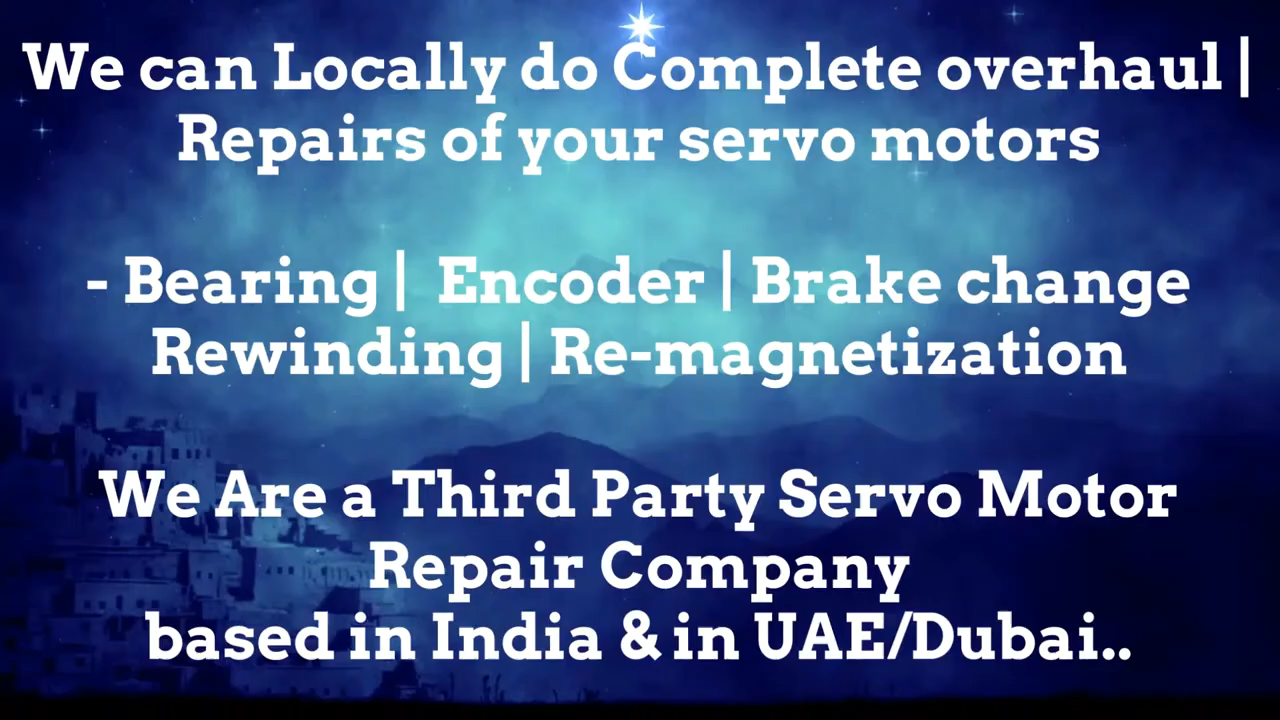 We can Locally do Complete overhaul |
Repairs of your servo motors
- Bearing | Encoder | Brake change
Rewinding | Re-magnetization
We Are a Third Party Servo Motor
Repair Company
based in India & in UAE/Dubai..